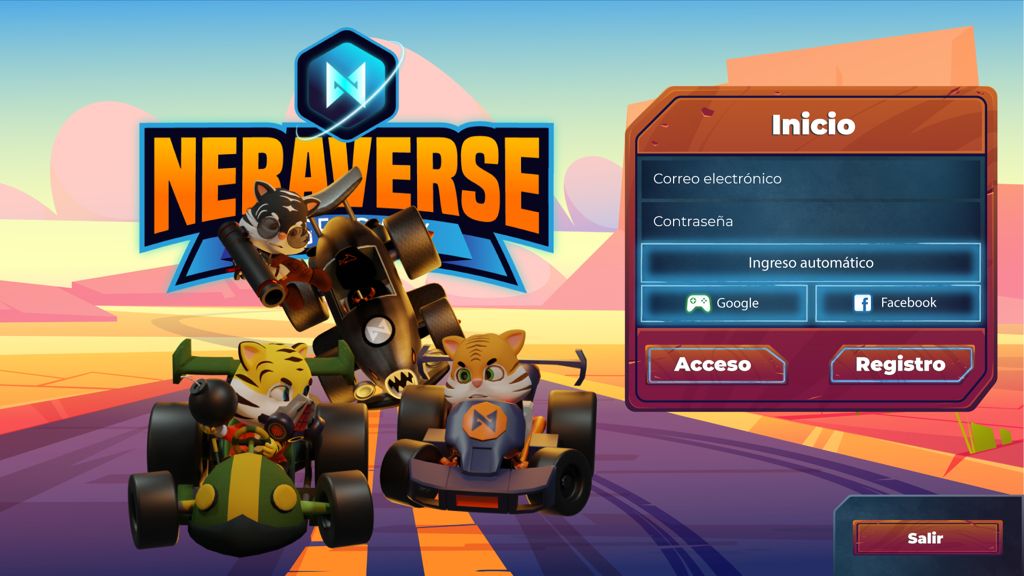 NERAVERSE
Inicio
Correo electrónico
Contraseña
Ingreso automático
Google
Facebook
Acceso
Registro
Salir